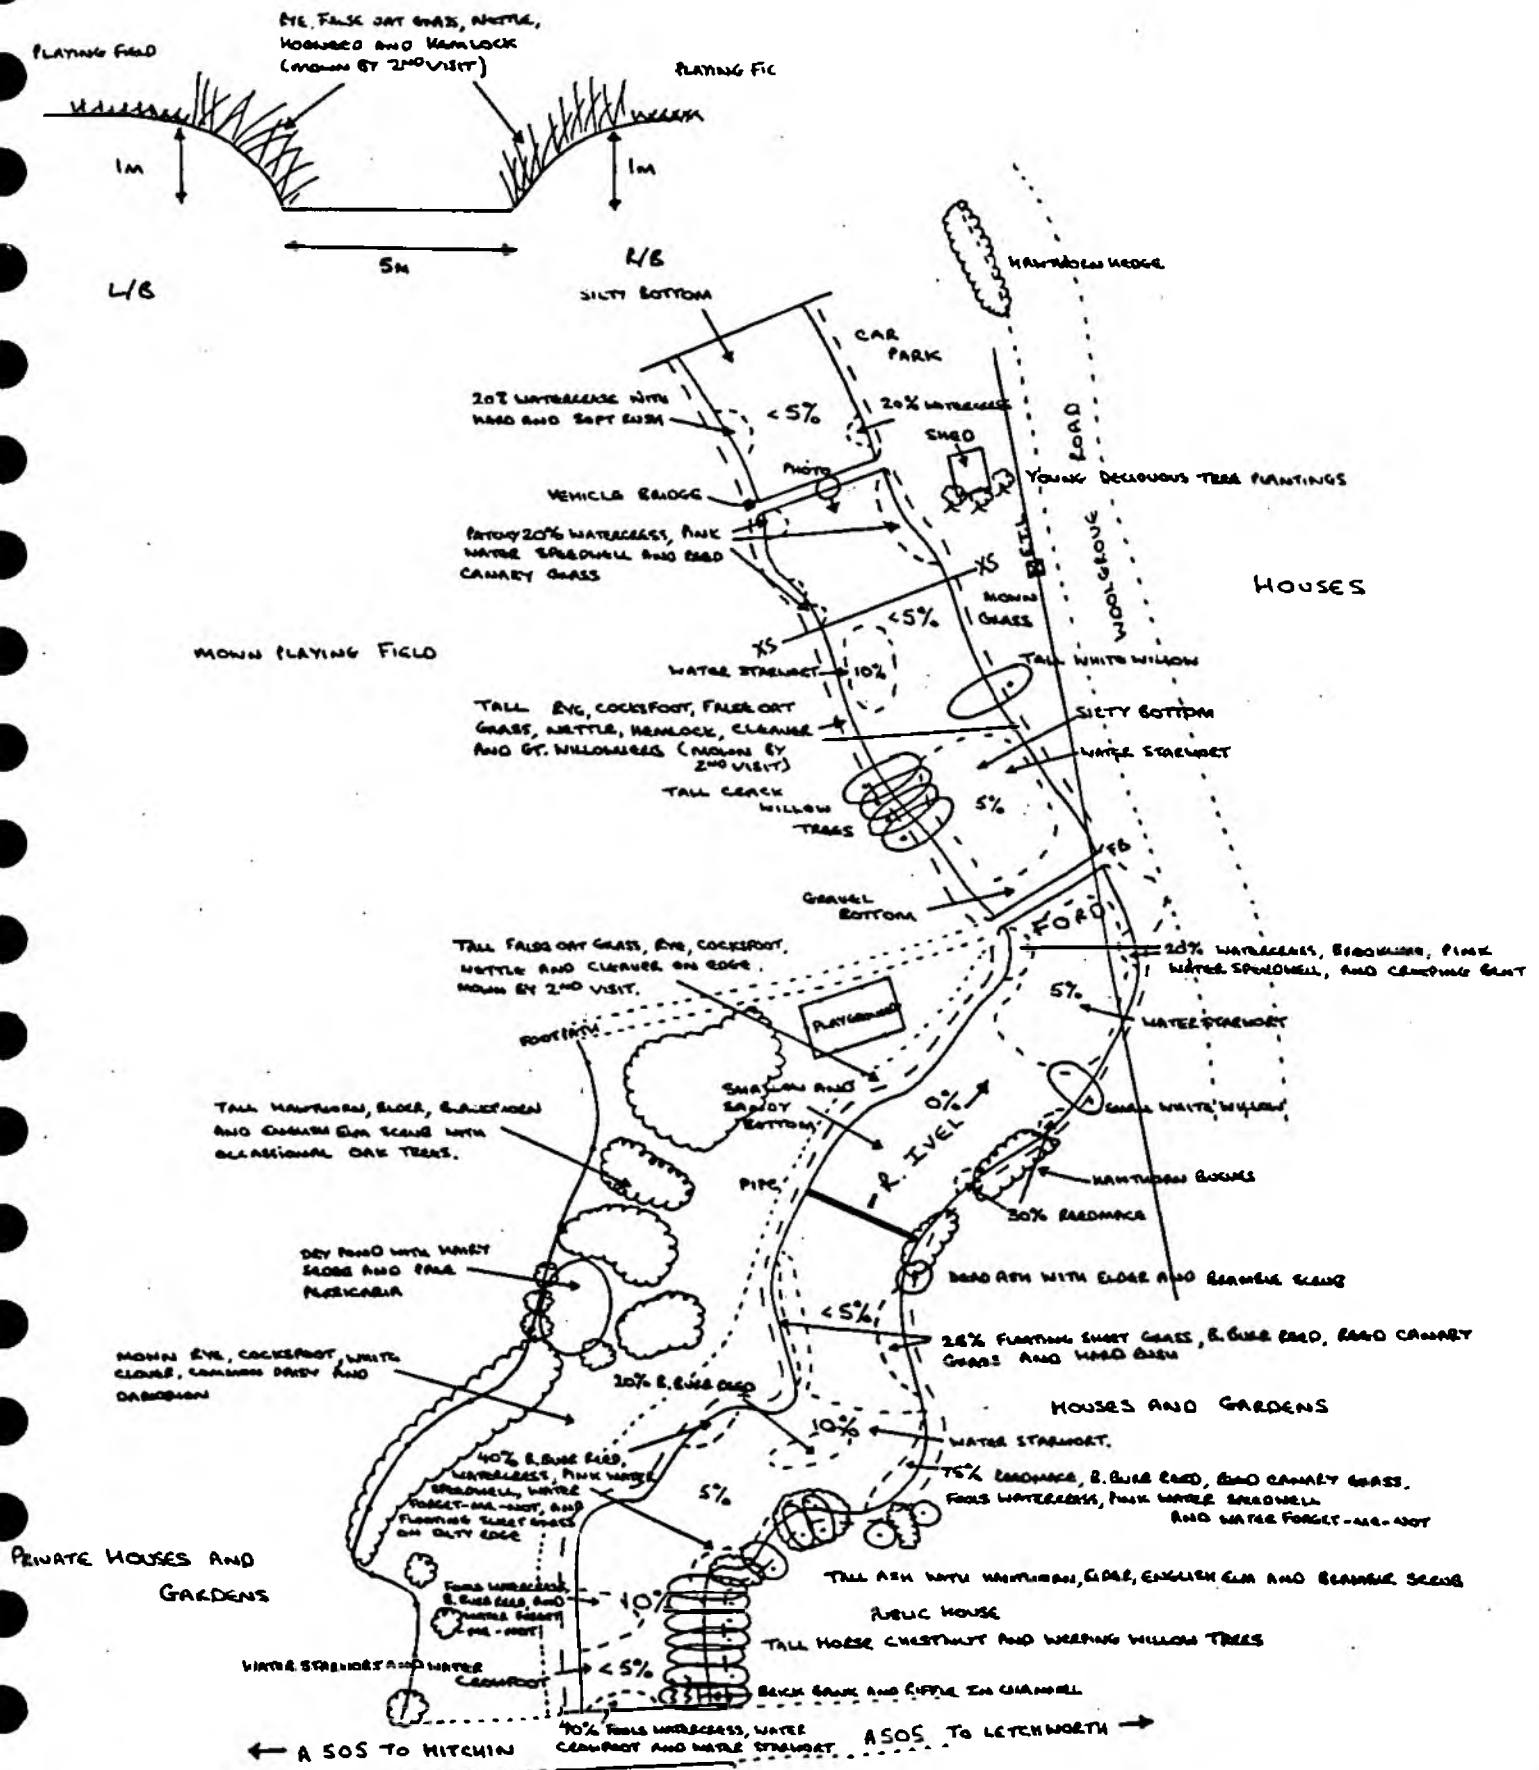 RYE, FALSE OAT GRASS, NETTLE,
HOGWEED AND HEMLOCK
(MOWN BY 2ND VISIT)
PLAYING FIELD
PLAYING FIE
1M
1M
5M
L/B
R/B
SILTY BOTTOM
HAWTHORN HEDGE
CAR
PARK
20% WATERCRESS WITH
HARD AND SOFT RUSH
<5%
20% WATERCRESS
SHED
ROAD
PHOTO
YOUNG DECIDUOUS TREE PLANTINGS
VEHICLE BRIDGE
PATCHY 20% WATERCRESS, PINK
WATER SPEEDWELL AND REED
CANARY GRASS
WOOLGROVE
XS
HOUSES
MOWN
GRASS
<5%
XS
MOWN PLAYING FIELD
WATER STARWORT
10%
TALL WHITE WILLOW
TALL RYE, COCKSFOOT, FALSE OAT
GRASS, NETTLE, HEMLOCK, CLEAVER
AND GT. WILLOWHERB (MOWN BY
2ND VISIT)
SILTY BOTTOM
WATER STARWORT
TALL CRACK
WILLOW
TREES
5%
FB
GRAVEL
BOTTOM
FORD
TALL FALSE OAT GRASS, RYE, COCKSFOOT,
NETTLE AND CLEAVER ON EDGE.
MOWN BY 2ND VISIT.
20% WATERCRESS, BROOKLIME, PINK
WATER SPEEDWELL, AND CREEPING BENT
5%
WATER STARWORT
PLAYGROUND
FOOTPATH
SHALLOW AND
SANDY
BOTTOM
0%
SMALL WHITE WILLOW
TALL HAWTHORN, ELDER, BLACKTHORN
AND ENGLISH ELM SCRUB WITH
OCCASSIONAL OAK TREES.
R. IVEL
PIPE
HAWTHORN BUSHES
30% REEDMACE
DRY POND WITH HAIRY
SEDGE AND PALE
PERSICARIA
DEAD ASH WITH ELDER AND BRAMBLE SCRUB
<5%
25% FLOATING SWEET GRASS, B. BURR REED, REED CANARY
GRASS AND HARD RUSH
MOWN RYE, COCKSFOOT, WHITE
CLOVER, COMMON DAISY AND
DANDELION
20% B. BURR REED
HOUSES AND GARDENS
10%
WATER STARWORT.
40% B. BURR REED,
WATERCRESS, PINK WATER
SPEEDWELL, WATER
FORGET-ME-NOT, AND
FLOATING SWEET GRASS
ON SILTY EDGE
5%
75% REEDMACE, B. BURR REED, REED CANARY GRASS,
FOOLS WATERCRESS, PINK WATER SPEEDWELL
AND WATER FORGET-ME-NOT
PRIVATE HOUSES AND
GARDENS
TALL ASH WITH HAWTHORN, ELDER, ENGLISH ELM AND BRAMBLE SCRUB
FOOLS WATERCRESS,
B. BURR REED, AND
WATER FORGET
-ME-NOT
10%
PUBLIC HOUSE
TALL HORSE CHESTNUT AND WEEPING WILLOW TREES
WATER STARWORT AND WATER
CROWFOOT
<5%
BRICK BANK AND RIFFLE IN CHANNEL
40% FOOLS WATERCRESS, WATER
CROWFOOT AND WATER STARWORT
← A 505 TO HITCHIN
A505 TO LETCHWORTH →